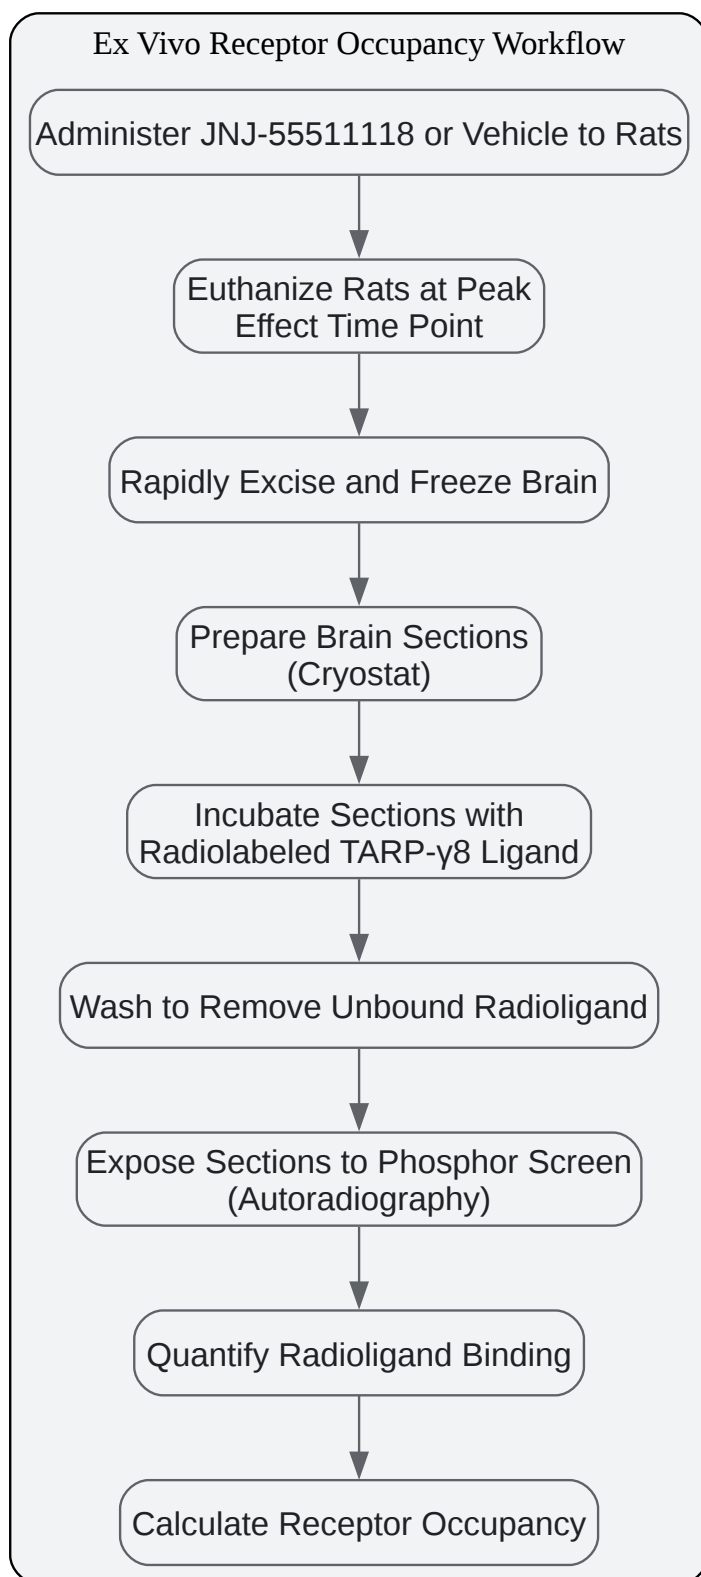 Ex Vivo Receptor Occupancy Workflow
Administer JNJ-55511118 or Vehicle to Rats
Euthanize Rats at Peak
Effect Time Point
Rapidly Excise and Freeze Brain
Prepare Brain Sections
(Cryostat)
Incubate Sections with
Radiolabeled TARP-γ8 Ligand
Wash to Remove Unbound Radioligand
Expose Sections to Phosphor Screen
(Autoradiography)
Quantify Radioligand Binding
Calculate Receptor Occupancy